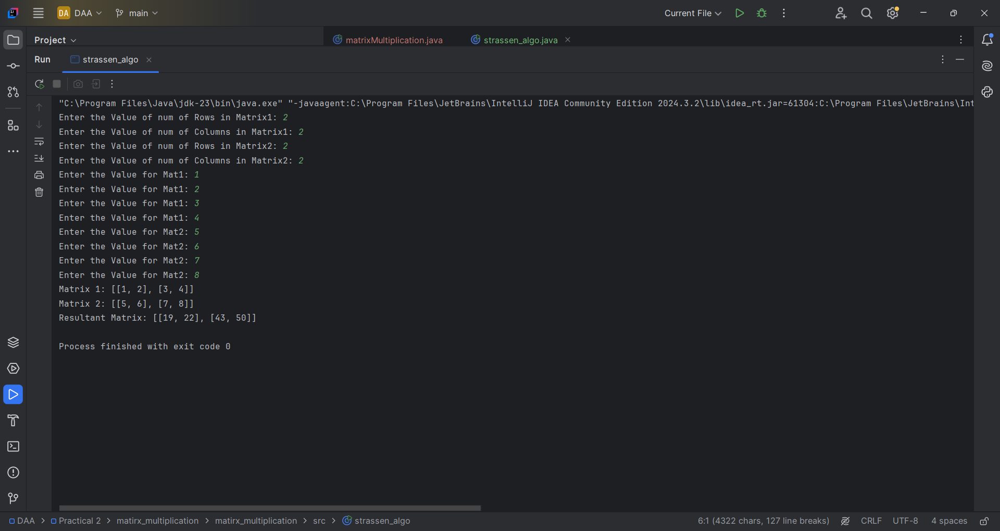 DA DAA main Current File
Project matrixMultiplication.java strassen_algo.java
Run strassen_algo
"C:\Program Files\Java\jdk-23\bin\java.exe" "-javaagent:C:\Program Files\JetBrains\IntelliJ IDEA Community Edition 2024.3.2\lib\idea_rt.jar=61304:C:\Program Files\JetBrains\Int
Enter the Value of num of Rows in Matrix1: 2
Enter the Value of num of Columns in Matrix1: 2
Enter the Value of num of Rows in Matrix2: 2
Enter the Value of num of Columns in Matrix2: 2
Enter the Value for Mat1: 1
Enter the Value for Mat1: 2
Enter the Value for Mat1: 3
Enter the Value for Mat1: 4
Enter the Value for Mat2: 5
Enter the Value for Mat2: 6
Enter the Value for Mat2: 7
Enter the Value for Mat2: 8
Matrix 1: [[1, 2], [3, 4]]
Matrix 2: [[5, 6], [7, 8]]
Resultant Matrix: [[19, 22], [43, 50]]
Process finished with exit code 0
DAA > Practical 2 > matirx_multiplication > matirx_multiplication > src > strassen_algo 6:1 (4322 chars, 127 line breaks) CRLF UTF-8 4 spaces